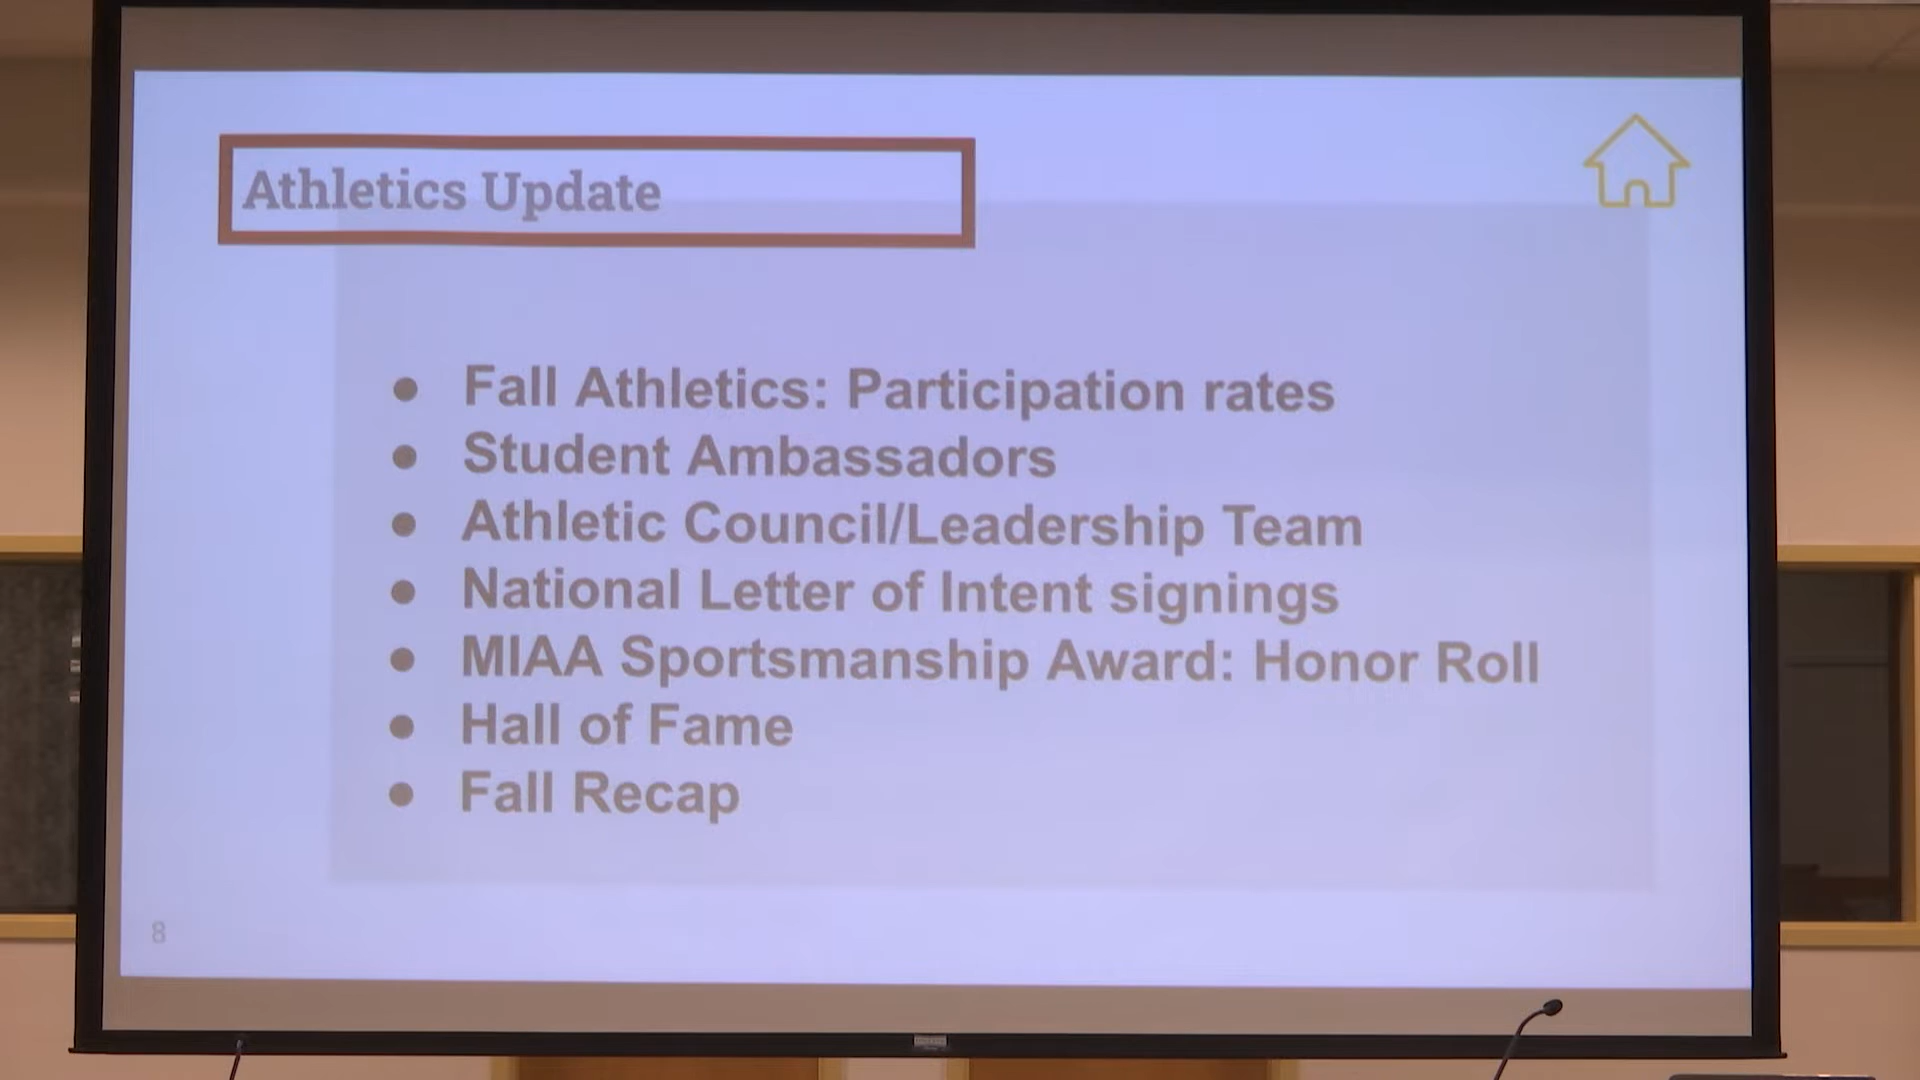 Athletics Update
● Fall Athletics: Participation rates
● Student Ambassadors
● Athletic Council/Leadership Team
● National Letter of Intent signings
● MIAA Sportsmanship Award: Honor Roll
● Hall of Fame
● Fall Recap
8